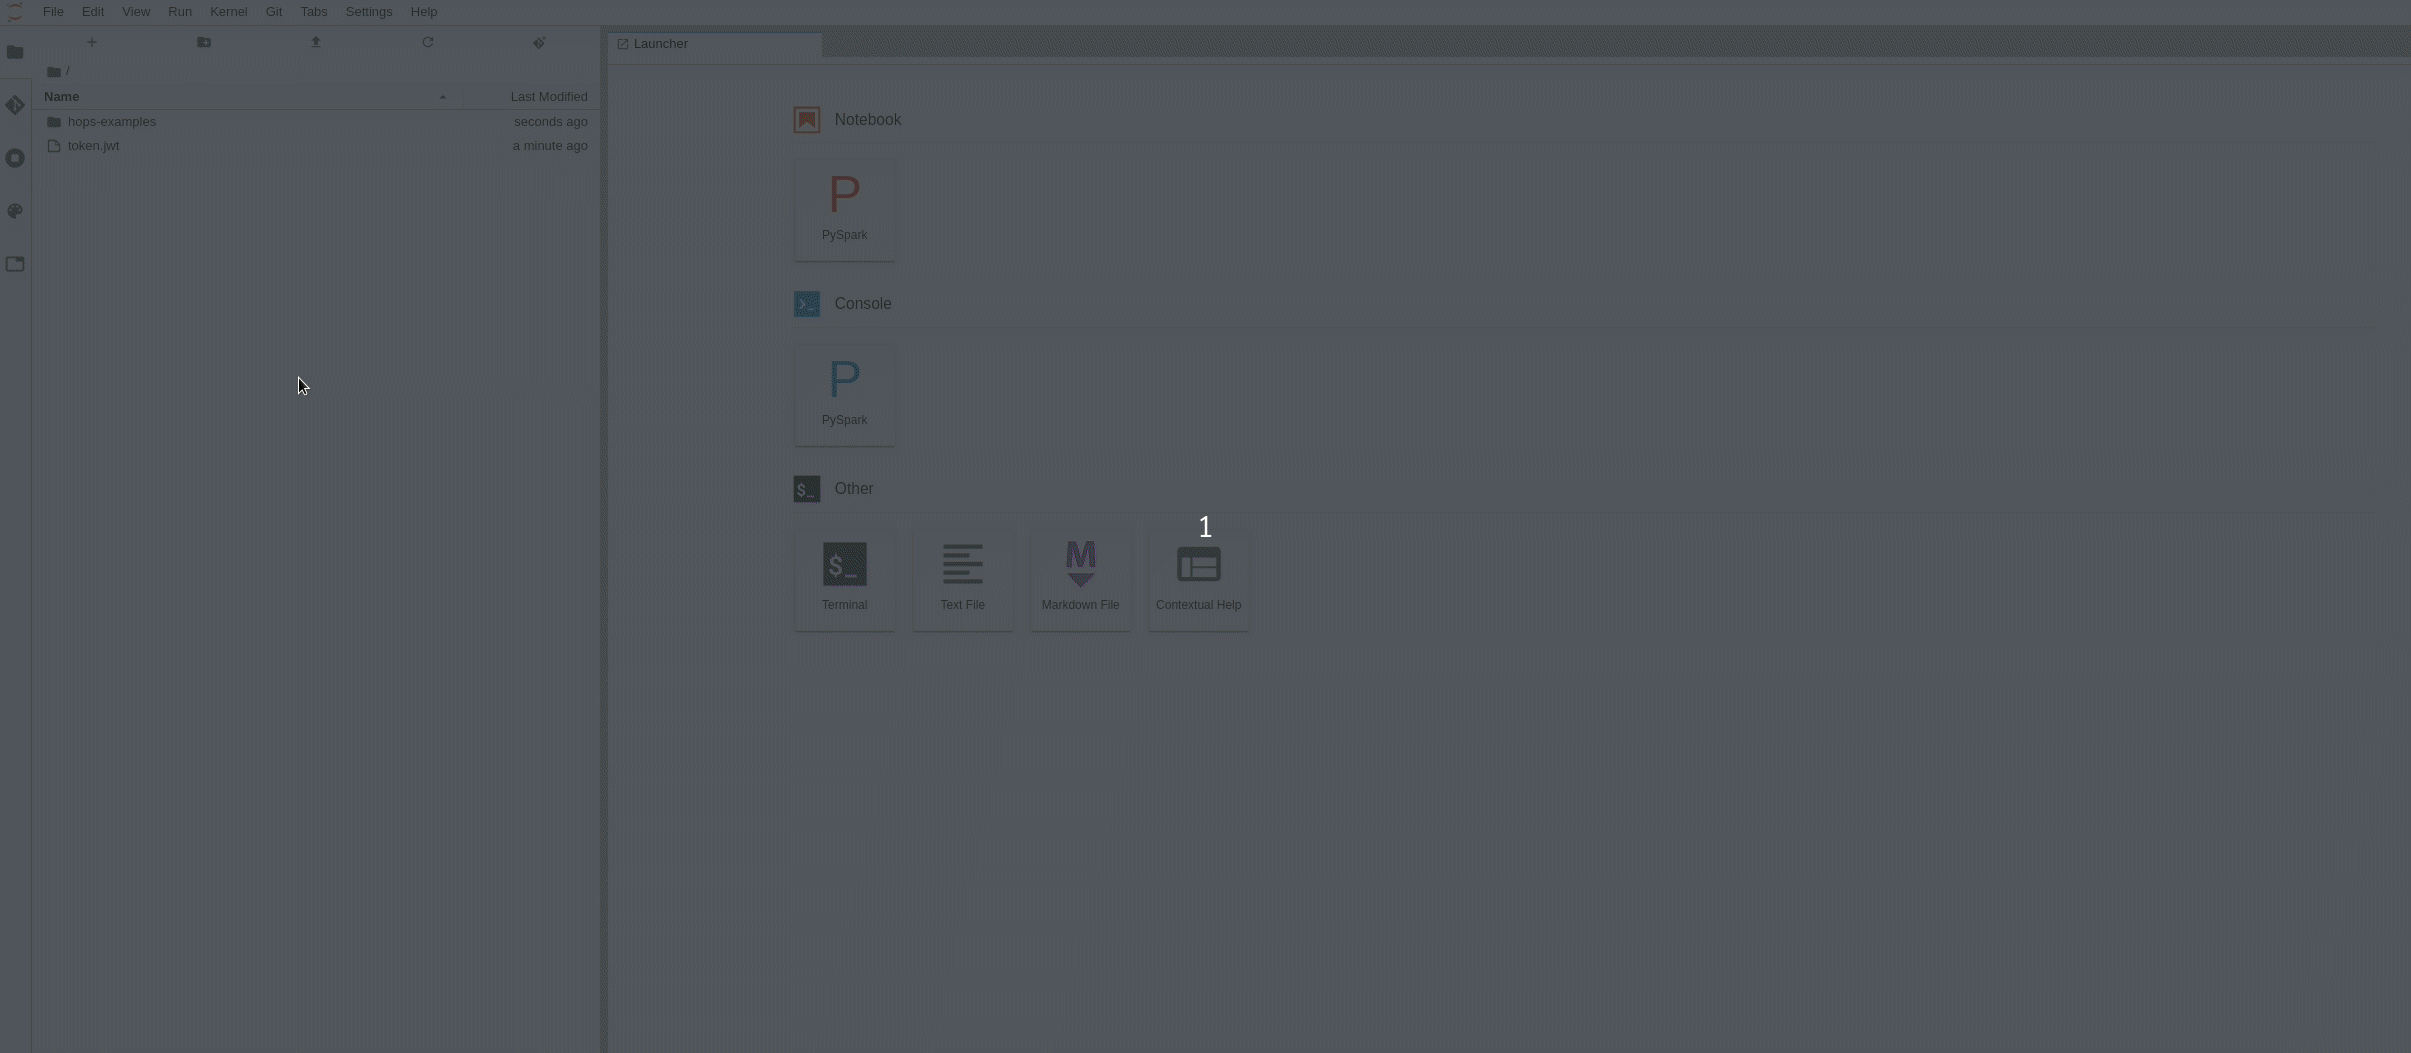 File Edit View Run Kernel Git Tabs Settings Help
Launcher
/
Name Last Modified
hops-examples seconds ago
token.jwt a minute ago
Notebook
P
PySpark
Console
>_
P
PySpark
$_ Other
1
$_
Terminal
Text File
M
Markdown File
Contextual Help